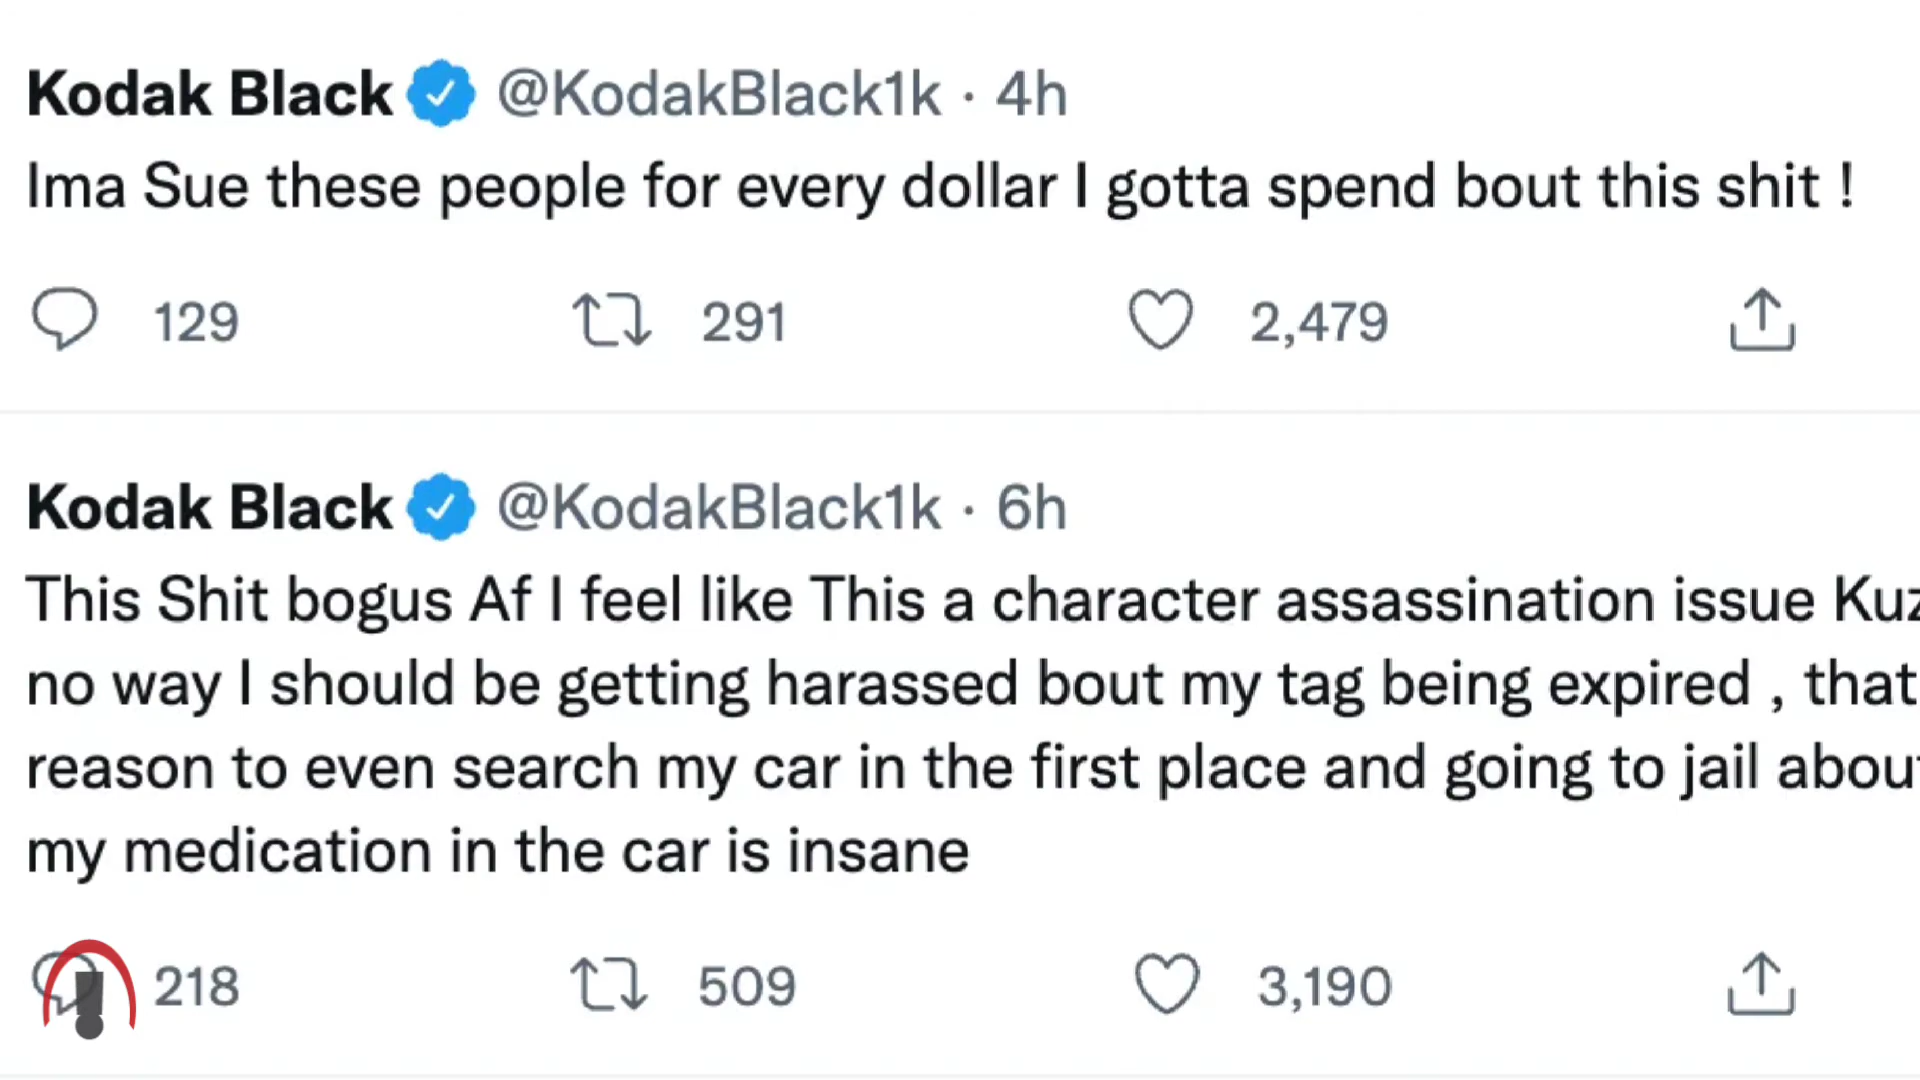 Kodak Black @KodakBlack1k · 4h
Ima Sue these people for every dollar I gotta spend bout this shit !
129 291 2,479
Kodak Black @KodakBlack1k · 6h
This Shit bogus Af I feel like This a character assassination issue Kuz
no way I should be getting harassed bout my tag being expired , that
reason to even search my car in the first place and going to jail about
my medication in the car is insane
218 509 3,190